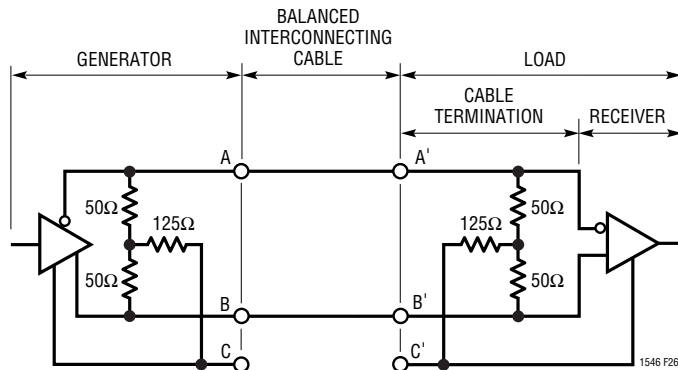 BALANCED
INTERCONNECTING
CABLE
GENERATOR
LOAD
CABLE
TERMINATION
RECEIVER
A
A'
50Ω
125Ω
50Ω
125Ω
50Ω
50Ω
B
B'
C
C'
1546 F26